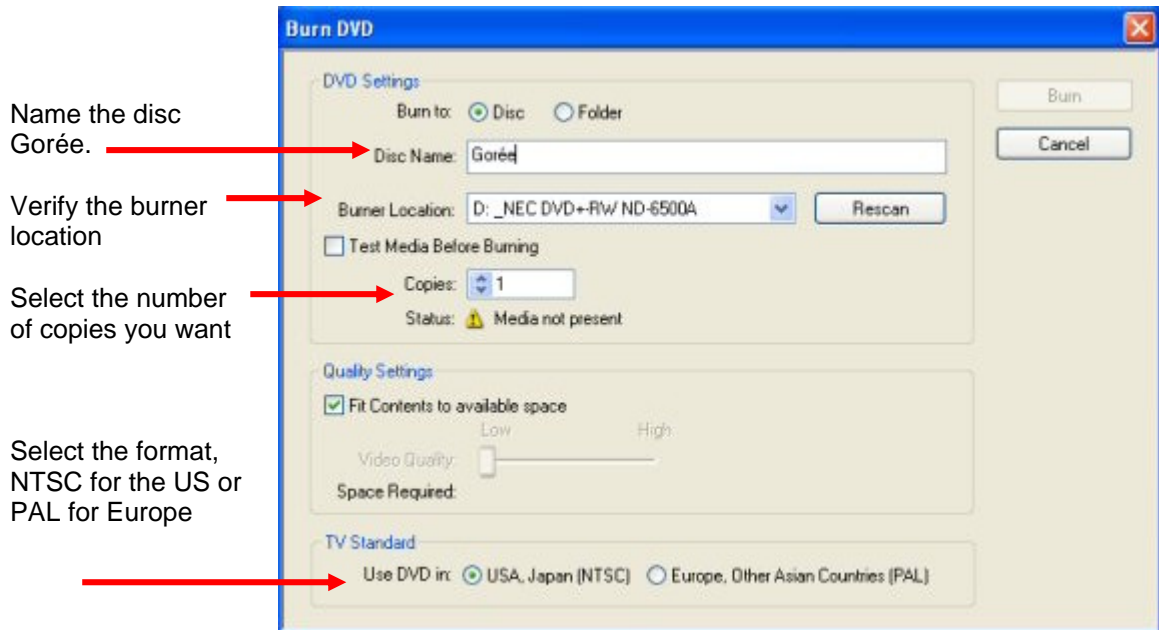 Burn DVD
DVD Settings
Burn to: Disc Folder
Burn
Name the disc
Gorée.
Disc Name: Gorée
Cancel
Verify the burner
location
Burner Location: D: _NEC DVD+-RW ND-6500A Rescan
Test Media Before Burning
Select the number
of copies you want
Copies: 1
Status: Media not present
Quality Settings
Fit Contents to available space
Low High
Video Quality:
Space Required:
Select the format,
NTSC for the US or
PAL for Europe
TV Standard
Use DVD in: USA, Japan (NTSC) Europe, Other Asian Countries (PAL)